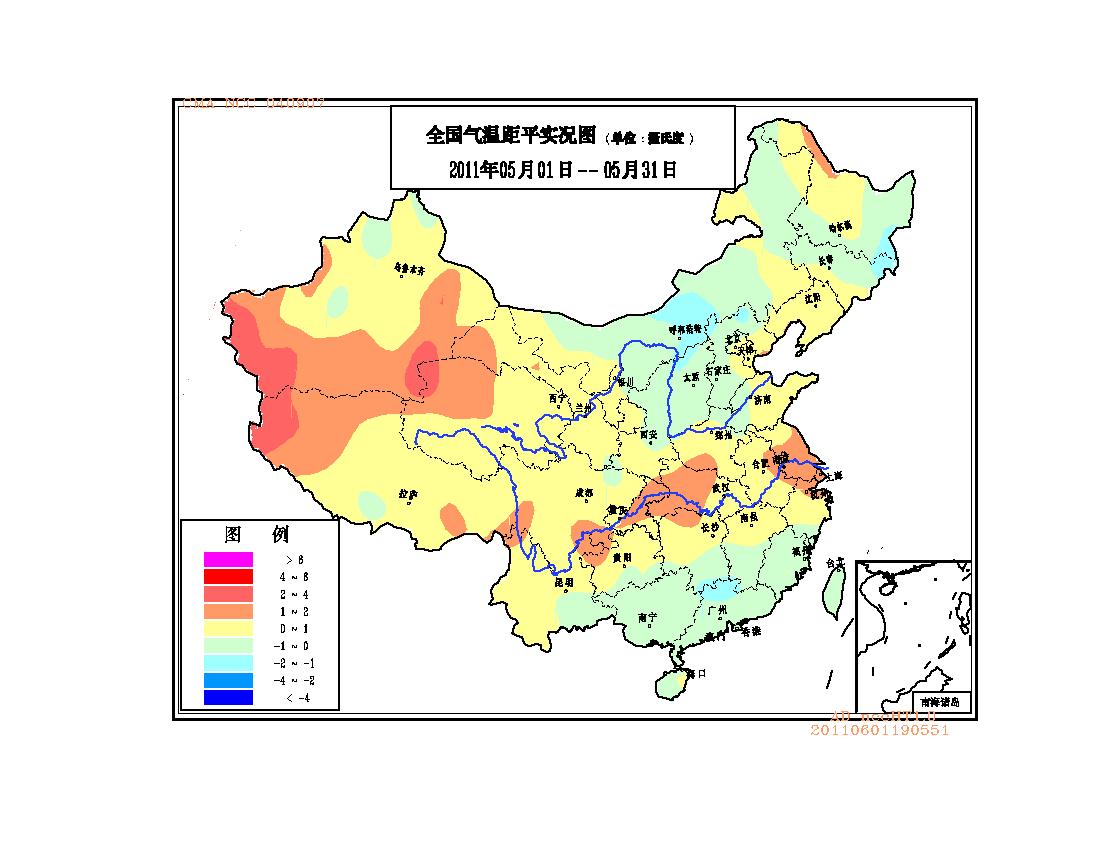 CMA NCC 040902
全国气温距平实况图 (单位:摄氏度)
2011年05月01日--05月31日
哈尔滨
长春
乌鲁木齐
沈阳
呼和浩特
北京
天津
银川
太原
石家庄
西宁
济南
兰州
西安
郑州
合肥
南京
上海
成都
拉萨
武汉
杭州
重庆
南昌
长沙
图 例
贵阳
福州
> 6
台北
4 ~ 6
昆明
2 ~ 4
1 ~ 2
广州
南宁
0 ~ 1
澳门
香港
-1 ~ 0
-2 ~ -1
海口
-4 ~ -2
< -4
南海诸岛
20110601190551